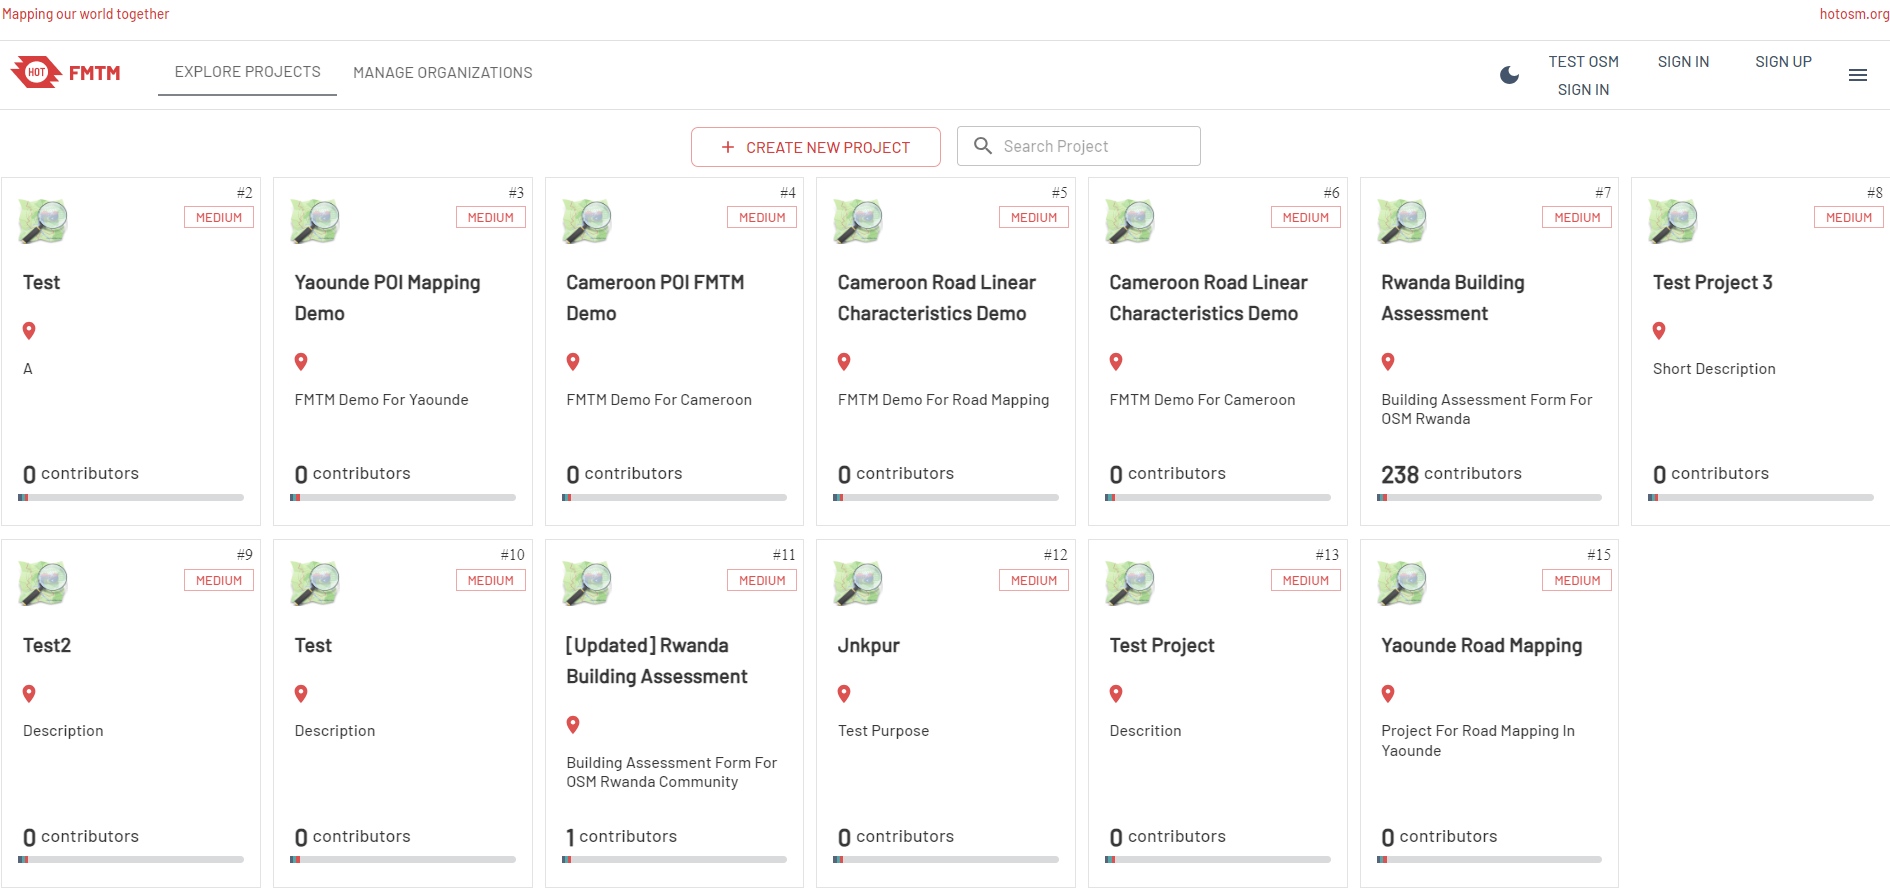 Mapping our world together
hotosm.org
HOT
FMTM
EXPLORE PROJECTS
MANAGE ORGANIZATIONS
TEST OSM
SIGN IN
SIGN IN
SIGN UP
+ CREATE NEW PROJECT
Search Project
#2
MEDIUM
Test
A
0 contributors
#3
MEDIUM
Yaounde POI Mapping
Demo
FMTM Demo For Yaounde
0 contributors
#4
MEDIUM
Cameroon POI FMTM
Demo
FMTM Demo For Cameroon
0 contributors
#5
MEDIUM
Cameroon Road Linear
Characteristics Demo
FMTM Demo For Road Mapping
0 contributors
#6
MEDIUM
Cameroon Road Linear
Characteristics Demo
FMTM Demo For Cameroon
0 contributors
#7
MEDIUM
Rwanda Building
Assessment
Building Assessment Form For
OSM Rwanda
238 contributors
#8
MEDIUM
Test Project 3
Short Description
0 contributors
#9
MEDIUM
Test2
Description
0 contributors
#10
MEDIUM
Test
Description
0 contributors
#11
MEDIUM
[Updated] Rwanda
Building Assessment
Building Assessment Form For
OSM Rwanda Community
1 contributors
#12
MEDIUM
Jnkpur
Test Purpose
0 contributors
#13
MEDIUM
Test Project
Descrition
0 contributors
#15
MEDIUM
Yaounde Road Mapping
Project For Road Mapping In
Yaounde
0 contributors